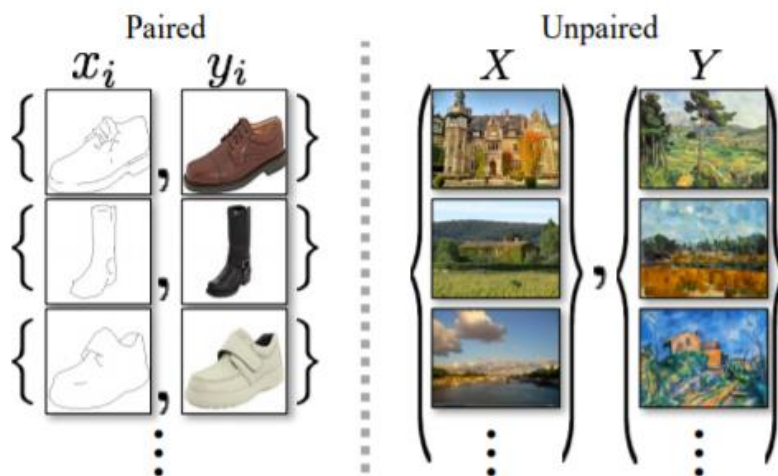 Paired
Unpaired
x_i
y_i
X
Y
{ , }
{ , }
{ , }
⋮ ⋮
{ } , { }
⋮ ⋮